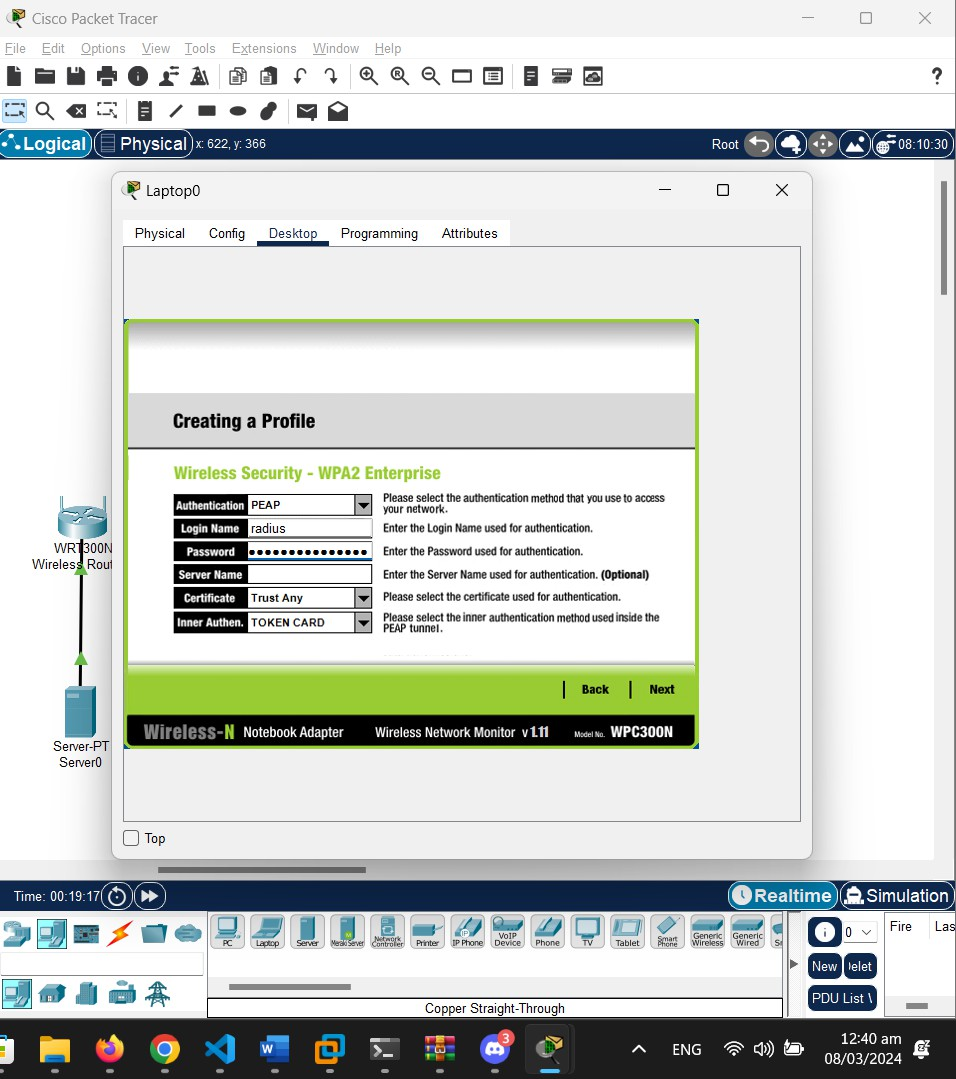 Cisco Packet Tracer
File Edit Options View Tools Extensions Window Help
?
Logical Physical x: 622, y: 366 Root 08:10:30
Laptop0
Physical Config Desktop Programming Attributes
Creating a Profile
Wireless Security - WPA2 Enterprise
Authentication PEAP Please select the authentication method that you use to access
your network.
Login Name radius Enter the Login Name used for authentication.
Password ●●●●●●●●●●●●●●● Enter the Password used for authentication.
Server Name Enter the Server Name used for authentication. (Optional)
Certificate Trust Any Please select the certificate used for authentication.
Inner Authen. TOKEN CARD Please select the inner authentication method used inside the
PEAP tunnel.
Back Next
Wireless-N Notebook Adapter Wireless Network Monitor v 1.11 Model No. WPC300N
Top
WRT300N
Wireless Rout
Server-PT
Server0
Time: 00:19:17 Realtime Simulation
PC Laptop Server Meraki Server Network Controller Printer IP Phone VoIP Device Phone TV Tablet Smart Phone Generic Wireless Generic Wired
0 Fire Las
New elet
PDU List \
Copper Straight-Through
3
ENG 12:40 am
08/03/2024